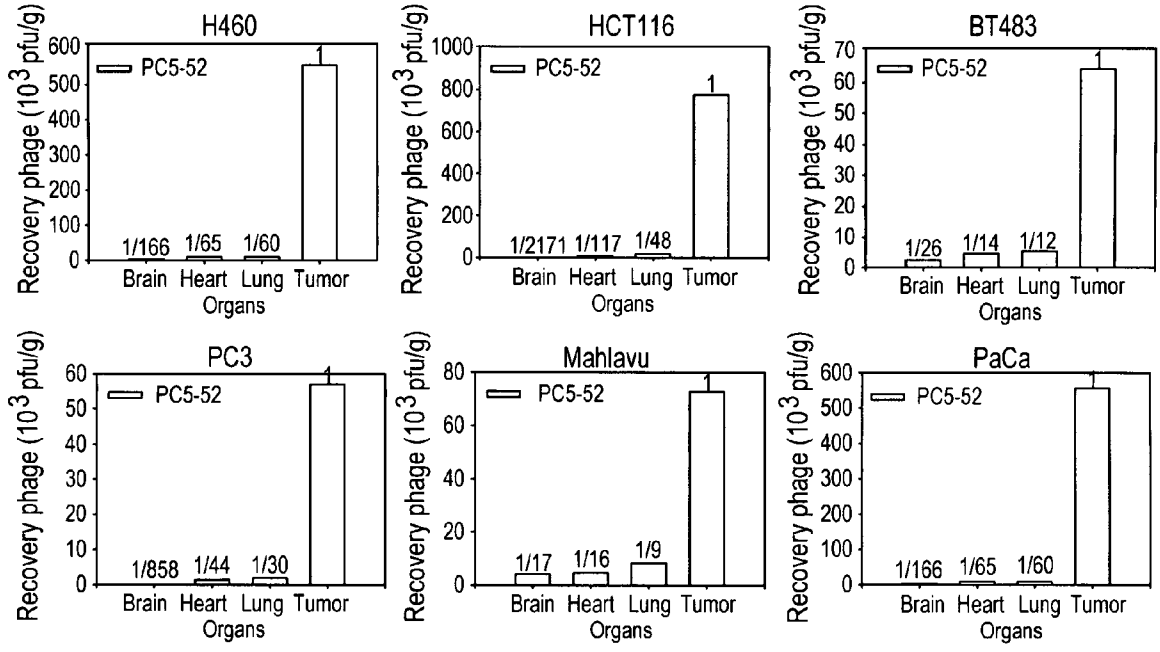 H460
Recovery phage (10³ pfu/g)
600
500
400
300
200
100
0
PC5-52
1/166
1/65
1/60
1
Brain Heart Lung Tumor
Organs
HCT116
Recovery phage (10³ pfu/g)
1000
800
600
400
200
0
PC5-52
1/2171
1/117
1/48
1
Brain Heart Lung Tumor
Organs
BT483
Recovery phage (10³ pfu/g)
70
60
50
40
30
20
10
0
PC5-52
1/26
1/14
1/12
1
Brain Heart Lung Tumor
Organs
PC3
Recovery phage (10³ pfu/g)
60
50
40
30
20
10
0
PC5-52
1/858
1/44
1/30
1
Brain Heart Lung Tumor
Organs
Mahlavu
Recovery phage (10³ pfu/g)
80
60
40
20
0
PC5-52
1/17
1/16
1/9
1
Brain Heart Lung Tumor
Organs
PaCa
Recovery phage (10³ pfu/g)
600
500
400
300
200
100
0
PC5-52
1/166
1/65
1/60
1
Brain Heart Lung Tumor
Organs